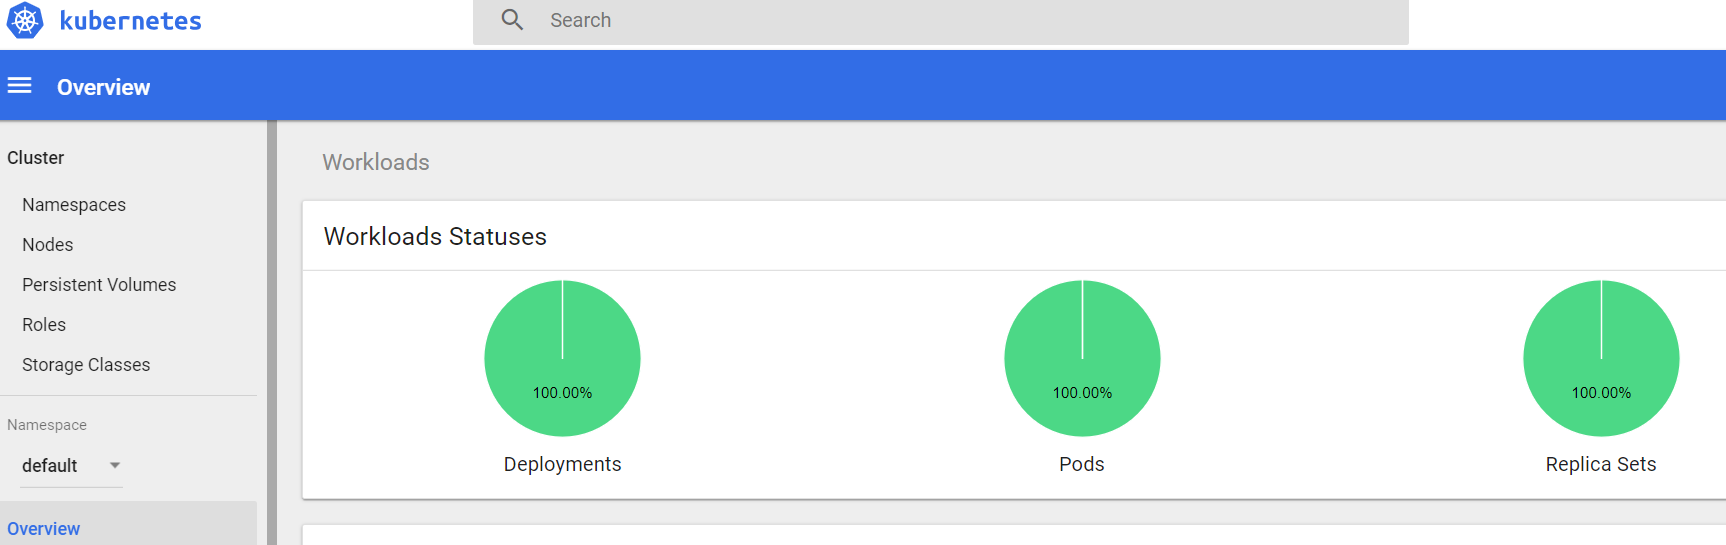 kubernetes
Search
Overview
Cluster
Namespaces
Nodes
Persistent Volumes
Roles
Storage Classes
Namespace
default
Overview
Workloads
Workloads Statuses
100.00%
Deployments
100.00%
Pods
100.00%
Replica Sets